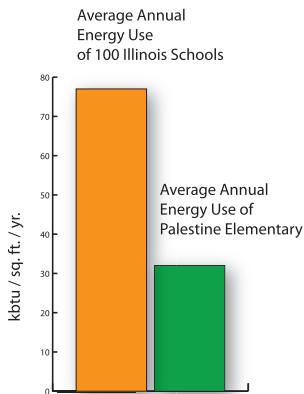 Average Annual
Energy Use
of 100 Illinois Schools
80
70
60
50
40
30
20
10
0
kbtu / sq. ft. / yr.
Average Annual
Energy Use of
Palestine Elementary